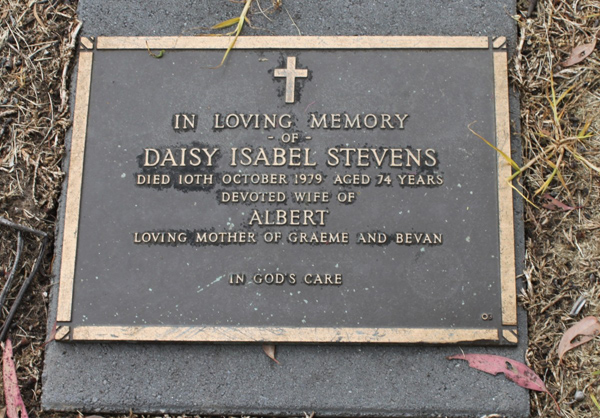 IN LOVING MEMORY
- OF -
DAISY ISABEL STEVENS
DIED 10TH OCTOBER 1979 AGED 74 YEARS
DEVOTED WIFE OF
ALBERT
LOVING MOTHER OF GRAEME AND BEVAN
IN GOD'S CARE